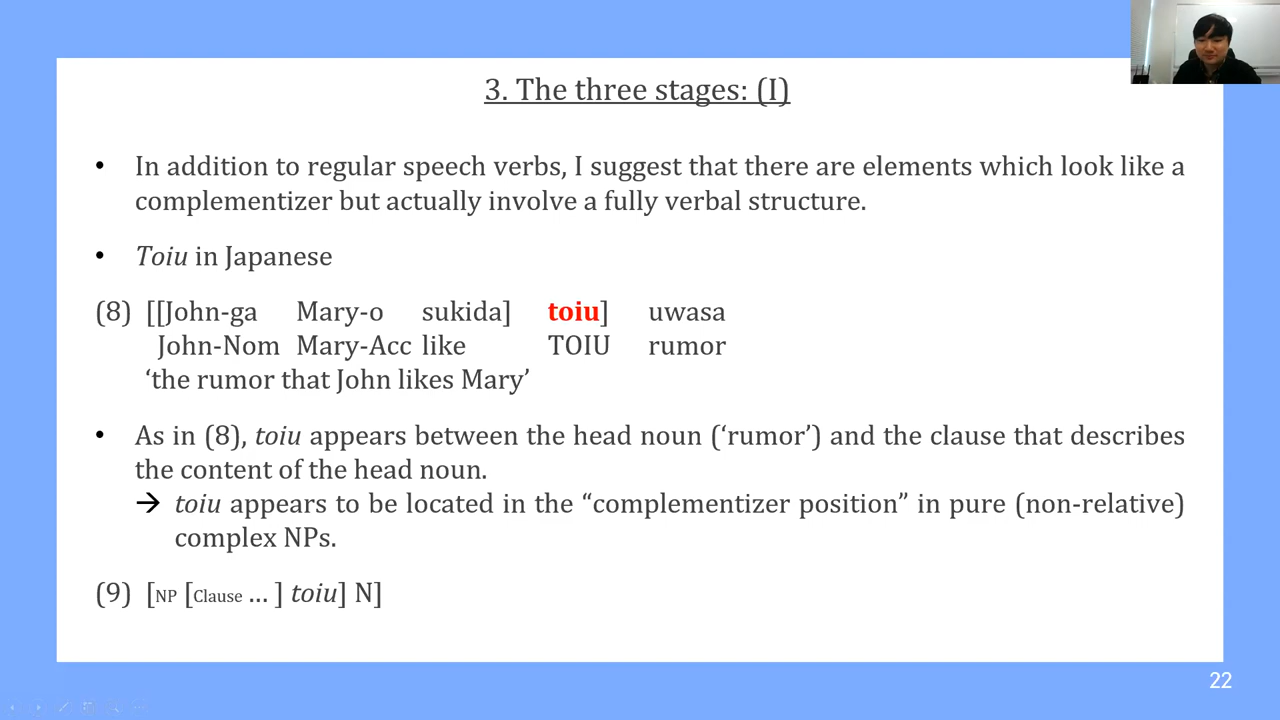 3. The three stages: (I)
• In addition to regular speech verbs, I suggest that there are elements which look like a
complementizer but actually involve a fully verbal structure.
• Toiu in Japanese
(8) [[John-ga Mary-o sukida] toiu] uwasa
John-Nom Mary-Acc like TOIU rumor
‘the rumor that John likes Mary’
• As in (8), toiu appears between the head noun (‘rumor’) and the clause that describes
the content of the head noun.
→ toiu appears to be located in the “complementizer position” in pure (non-relative)
complex NPs.
(9) [NP [Clause … ] toiu] N]
22